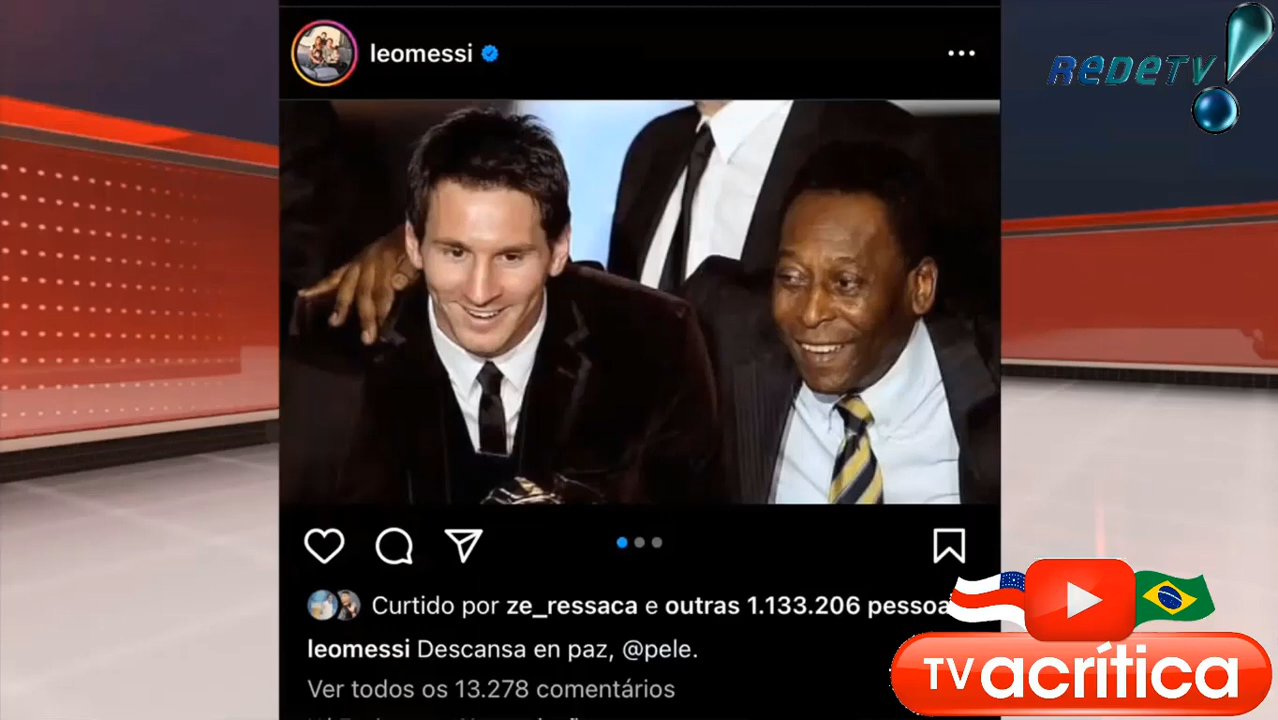 leomessi
REDETV!
Curtido por ze_ressaca e outras 1.133.206 pessoa
leomessi Descansa en paz, @pele.
Ver todos os 13.278 comentários
TV acrítica